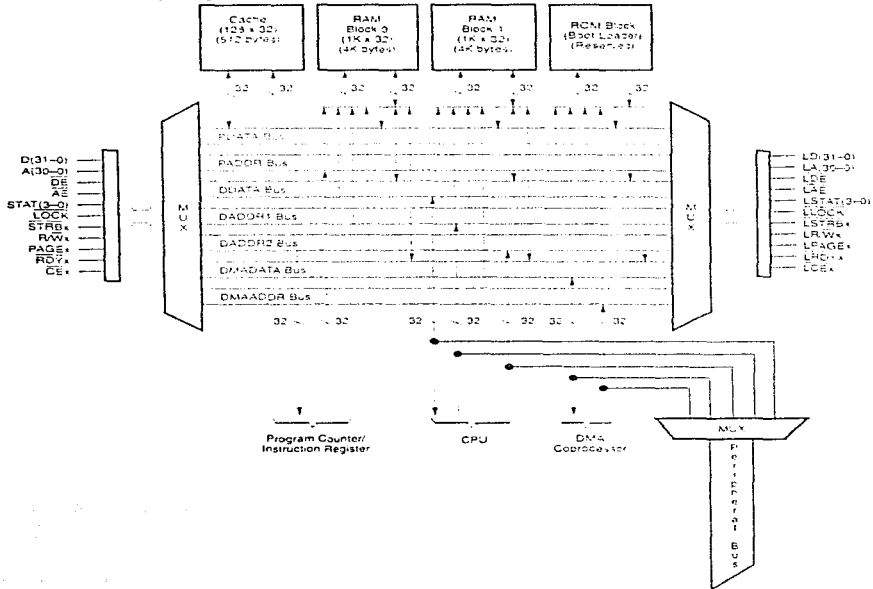 Cache
(128 x 32)
(512 bytes)
RAM
Block 0
(1K x 32)
(4K bytes)
RAM
Block 1
(1K x 32)
(4K bytes)
ROM Block
(Boot Loader)
(Reserved)
32 32 32 32 32 32 32 32
PDATA Bus
PADDR Bus
DDATA Bus
DADDR1 Bus
DADDR2 Bus
DMADATA Bus
DMAADDR Bus
D(31-0)
A(30-0)
DE
AE
STAT(3-0)
LOCK
STRBx
R/Wx
PAGEx
RDYx
CEx
MUX
MUX
LD(31-0)
LA(30-0)
LDE
LAE
LSTAT(3-0)
LLOCK
LSTRBx
LR/Wx
LPAGEx
LRDYx
LCEx
32 32 32 32 32 32 32
Program Counter/
Instruction Register
CPU
DMA
Coprocessor
MUX
Peripheral Bus